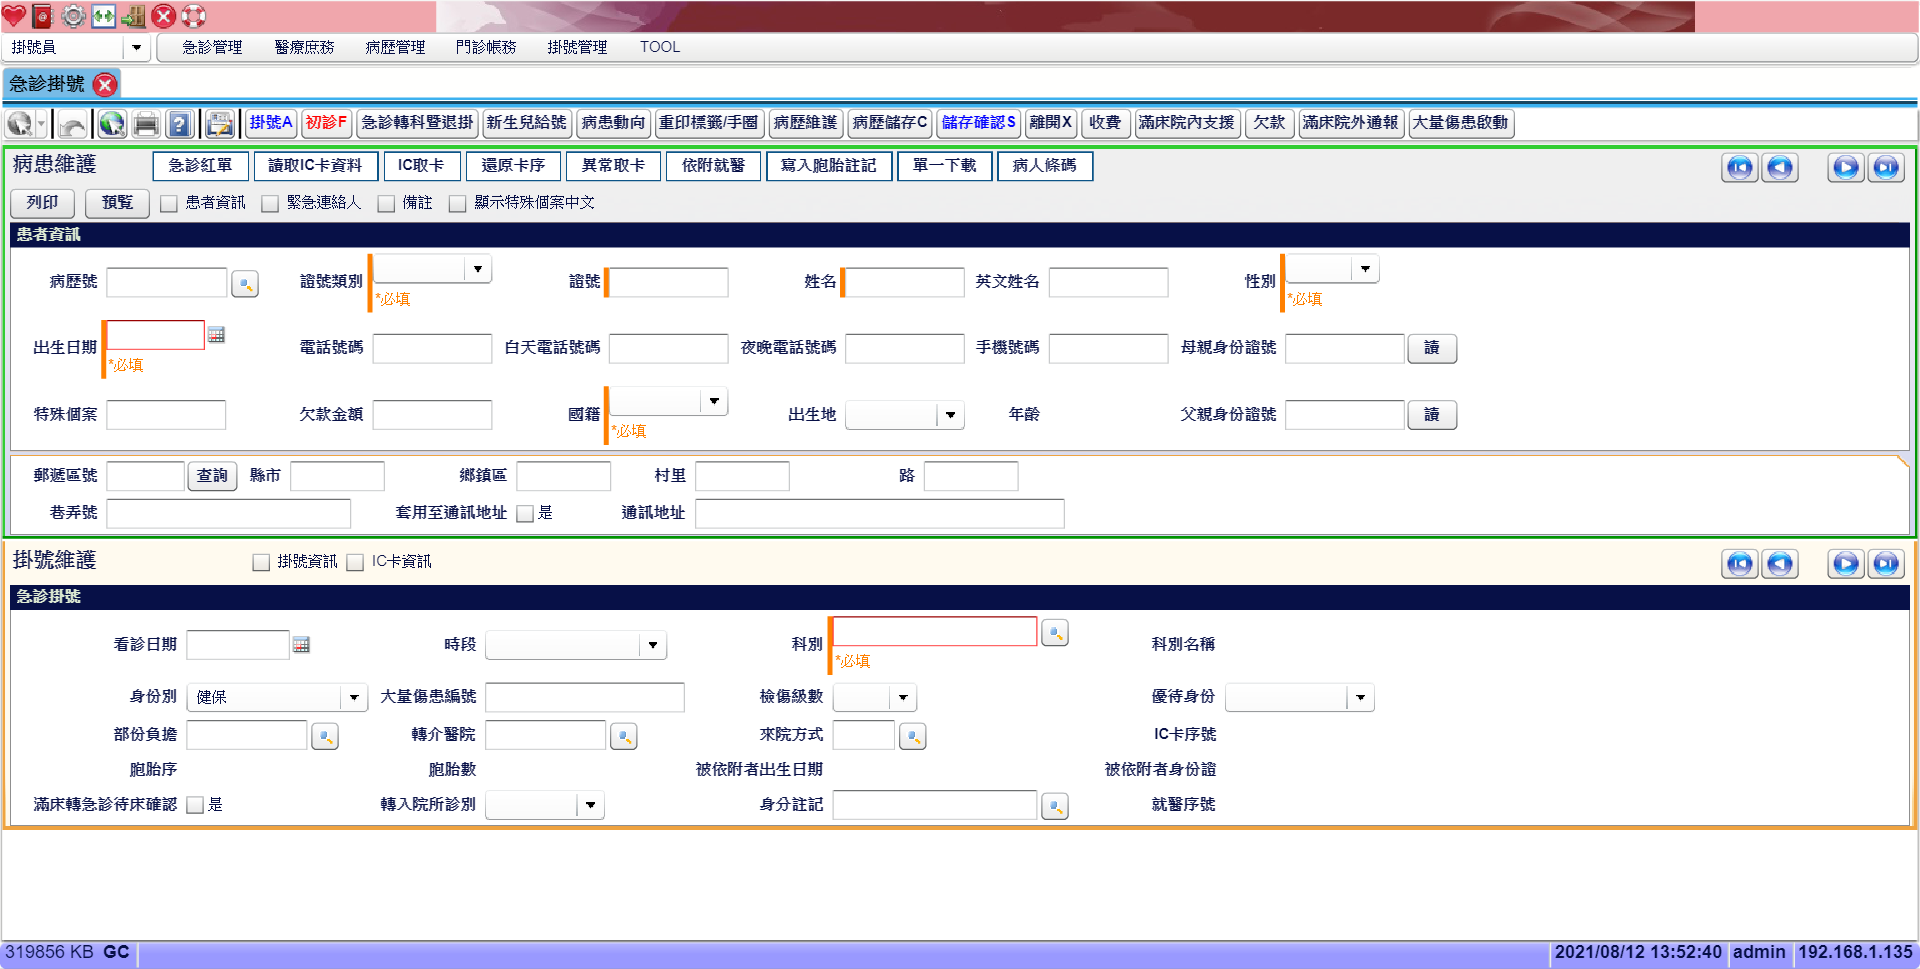 掛號員 急診管理 醫療庶務 病歷管理 門診帳務 掛號管理 TOOL
急診掛號
掛號A 初診F 急診轉科暨退掛 新生兒給號 病患動向 重印標籤/手圈 病歷維護 病歷儲存C 儲存確認S 離開X 收費 滿床院內支援 欠款 滿床院外通報 大量傷患啟動
病患維護 急診紅單 讀取IC卡資料 IC取卡 還原卡序 異常取卡 依附就醫 寫入胞胎註記 單一下載 病人條碼
列印 預覧 患者資訊 緊急連絡人 備註 顯示特殊個案中文
患者資訊
病歷號 證號類別 證號 姓名 英文姓名 性別
*必填 *必填
出生日期 電話號碼 白天電話號碼 夜晚電話號碼 手機號碼 母親身份證號 讀
*必填
特殊個案 欠款金額 國籍 出生地 年齡 父親身份證號 讀
*必填
郵遞區號 查詢 縣市 鄉鎮區 村里 路
巷弄號 套用至通訊地址 是 通訊地址
掛號維護 掛號資訊 IC卡資訊
急診掛號
看診日期 時段 科別 科別名稱
*必填
身份別 健保 大量傷患編號 檢傷級數 優待身份
部份負擔 轉介醫院 來院方式 IC卡序號
胞胎序 胞胎數 被依附者出生日期 被依附者身份證
滿床轉急診待床確認 是 轉入院所診別 身分註記 就醫序號
319856 KB GC 2021/08/12 13:52:40 admin 192.168.1.135